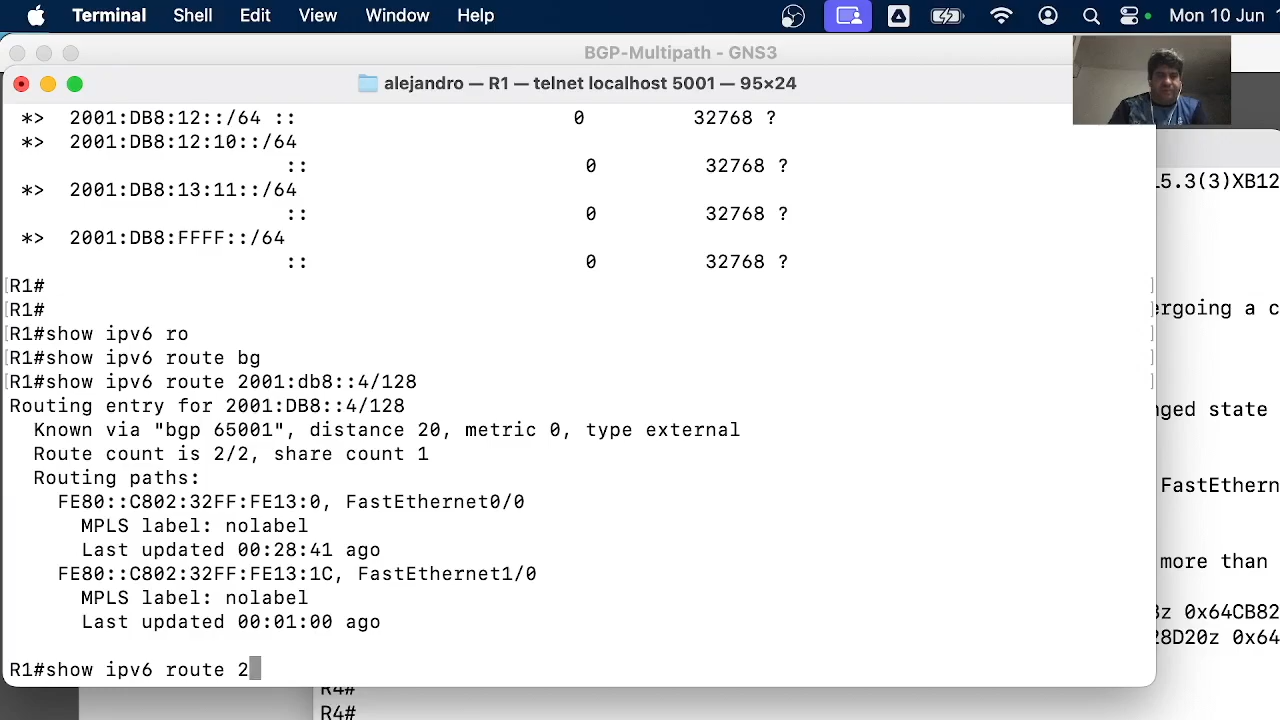 Terminal Shell Edit View Window Help Mon 10 Jun
BGP-Multipath - GNS3
alejandro — R1 — telnet localhost 5001 — 95×24
*> 2001:DB8:12::/64 :: 0 32768 ?
*> 2001:DB8:12:10::/64
:: 0 32768 ?
*> 2001:DB8:13:11::/64
:: 0 32768 ?
*> 2001:DB8:FFFF::/64
:: 0 32768 ?
[R1# ]
[R1# ]
[R1#show ipv6 ro ]
[R1#show ipv6 route bg ]
[R1#show ipv6 route 2001:db8::4/128 ]
Routing entry for 2001:DB8::4/128
Known via "bgp 65001", distance 20, metric 0, type external
Route count is 2/2, share count 1
Routing paths:
FE80::C802:32FF:FE13:0, FastEthernet0/0
MPLS label: nolabel
Last updated 00:28:41 ago
FE80::C802:32FF:FE13:1C, FastEthernet1/0
MPLS label: nolabel
Last updated 00:01:00 ago
R1#show ipv6 route 2
15.3(3)XB12
ergoing a c
nged state
FastEthern
more than
3z 0x64CB82
28D20z 0x64
R4#
R4#